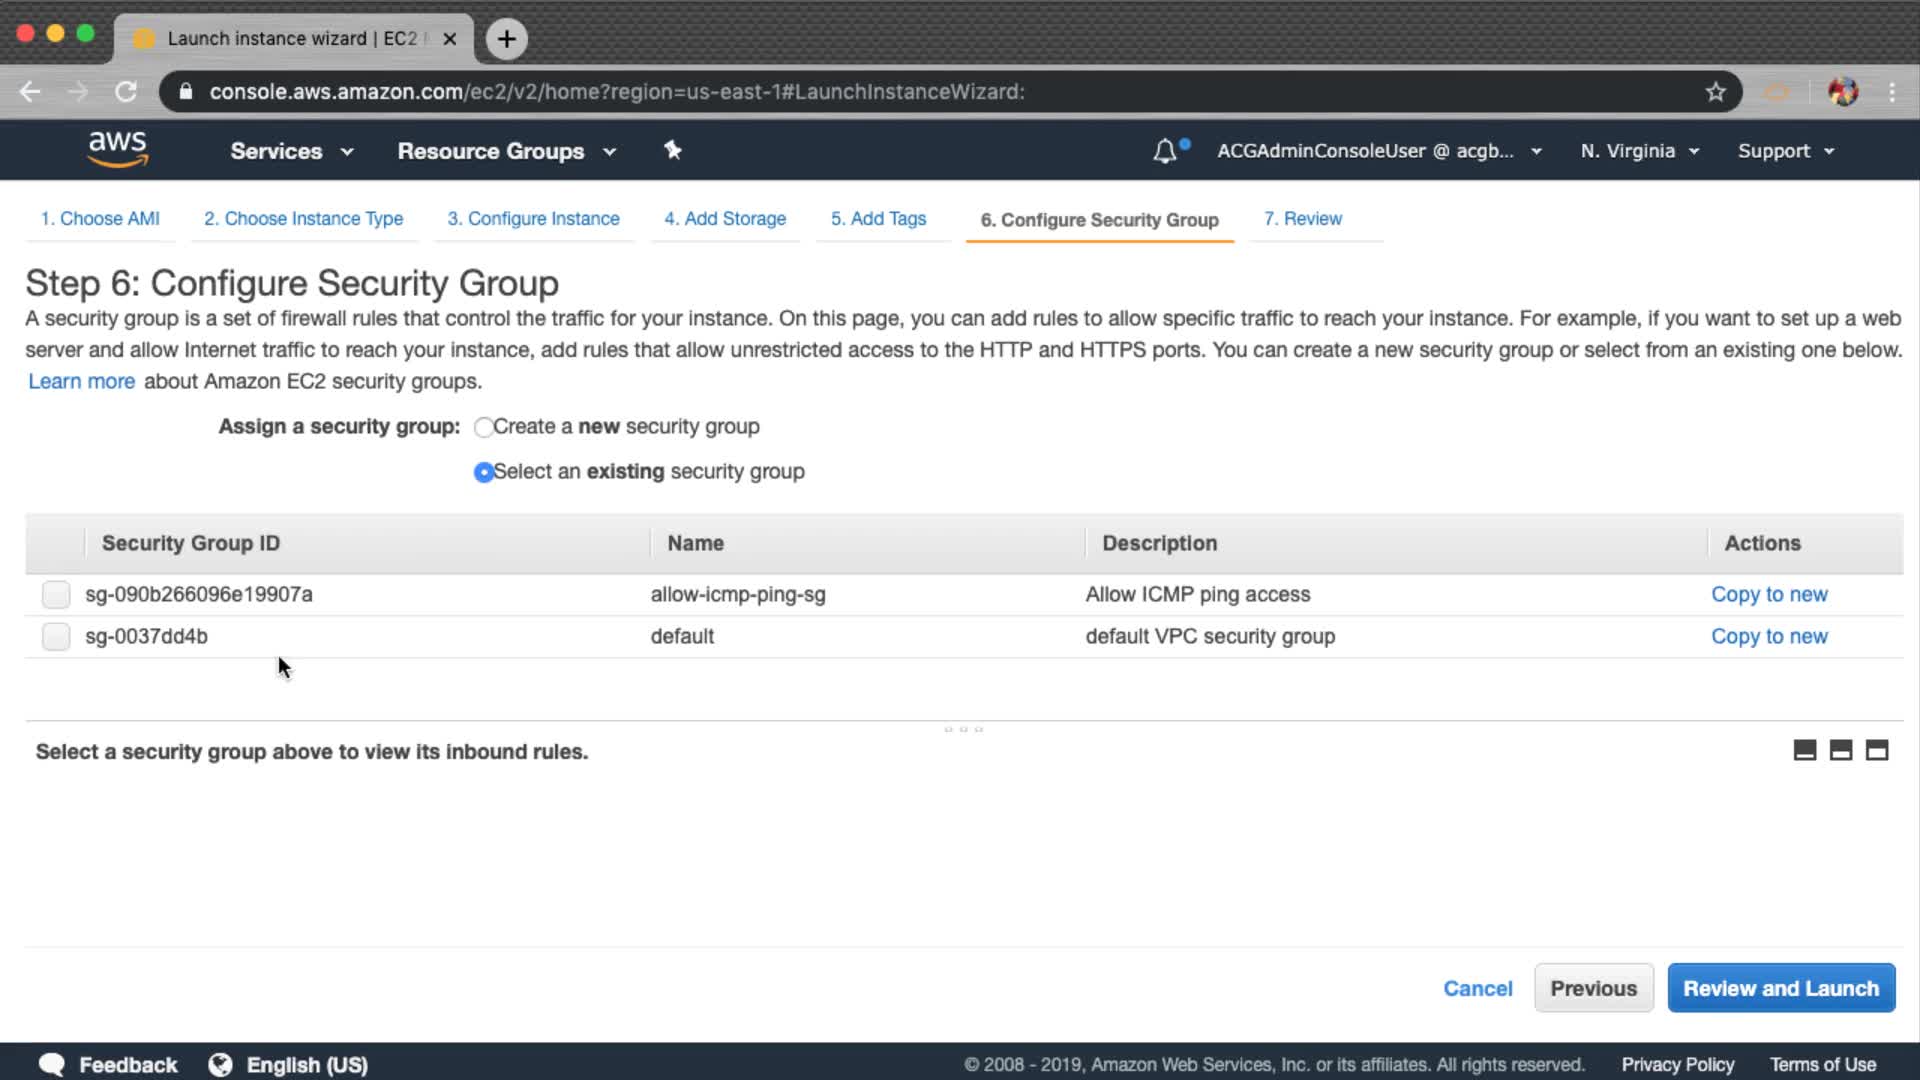 Launch instance wizard | EC2
console.aws.amazon.com/ec2/v2/home?region=us-east-1#LaunchInstanceWizard:
aws Services Resource Groups ACGAdminConsoleUser @ acgb... N. Virginia Support
1. Choose AMI 2. Choose Instance Type 3. Configure Instance 4. Add Storage 5. Add Tags 6. Configure Security Group 7. Review
Step 6: Configure Security Group
A security group is a set of firewall rules that control the traffic for your instance. On this page, you can add rules to allow specific traffic to reach your instance. For example, if you want to set up a web
server and allow Internet traffic to reach your instance, add rules that allow unrestricted access to the HTTP and HTTPS ports. You can create a new security group or select from an existing one below.
Learn more about Amazon EC2 security groups.
Assign a security group: Create a new security group
Select an existing security group
Security Group ID Name Description Actions
sg-090b266096e19907a allow-icmp-ping-sg Allow ICMP ping access Copy to new
sg-0037dd4b default default VPC security group Copy to new
Select a security group above to view its inbound rules.
Cancel Previous Review and Launch
Feedback English (US) © 2008 - 2019, Amazon Web Services, Inc. or its affiliates. All rights reserved. Privacy Policy Terms of Use